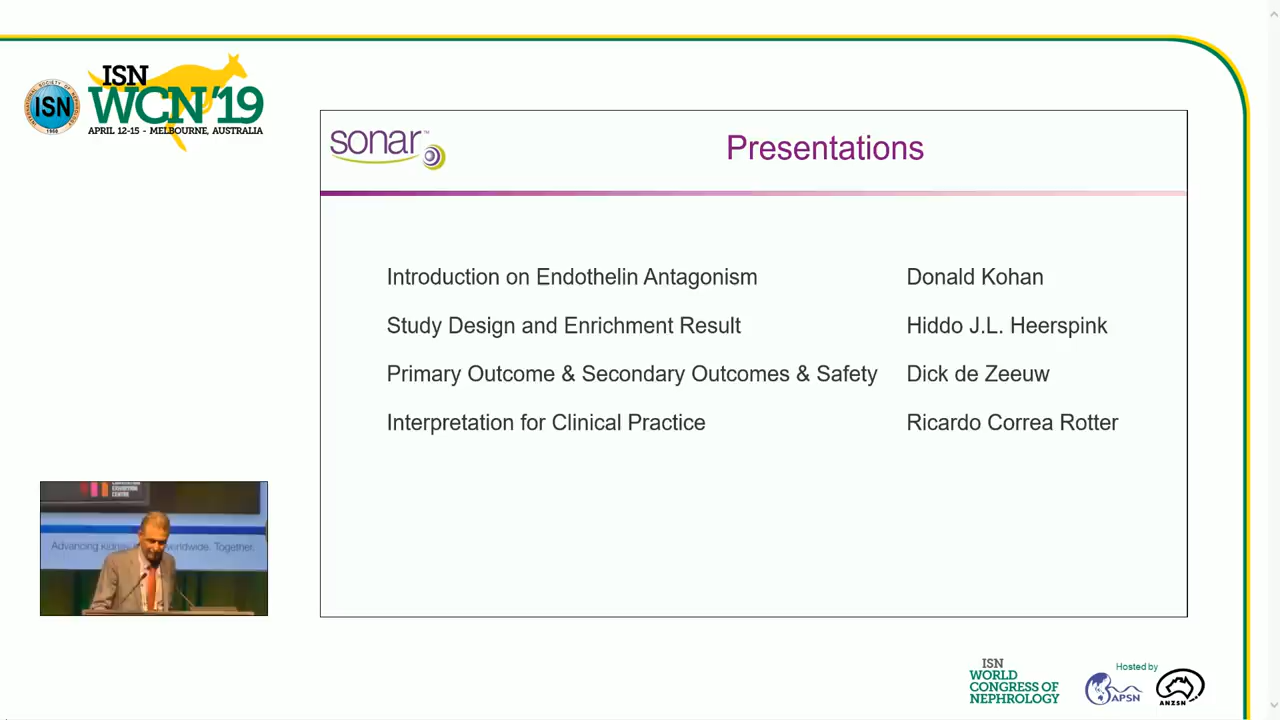 ISN
WCN'19
APRIL 12-15 - MELBOURNE, AUSTRALIA
ISN
sonar™
Presentations
Introduction on Endothelin Antagonism Donald Kohan
Study Design and Enrichment Result Hiddo J.L. Heerspink
Primary Outcome & Secondary Outcomes & Safety Dick de Zeeuw
Interpretation for Clinical Practice Ricardo Correa Rotter
Advancing worldwide. Together.
ISN
WORLD
CONGRESS OF
NEPHROLOGY
Hosted by
APSN
ANZSN